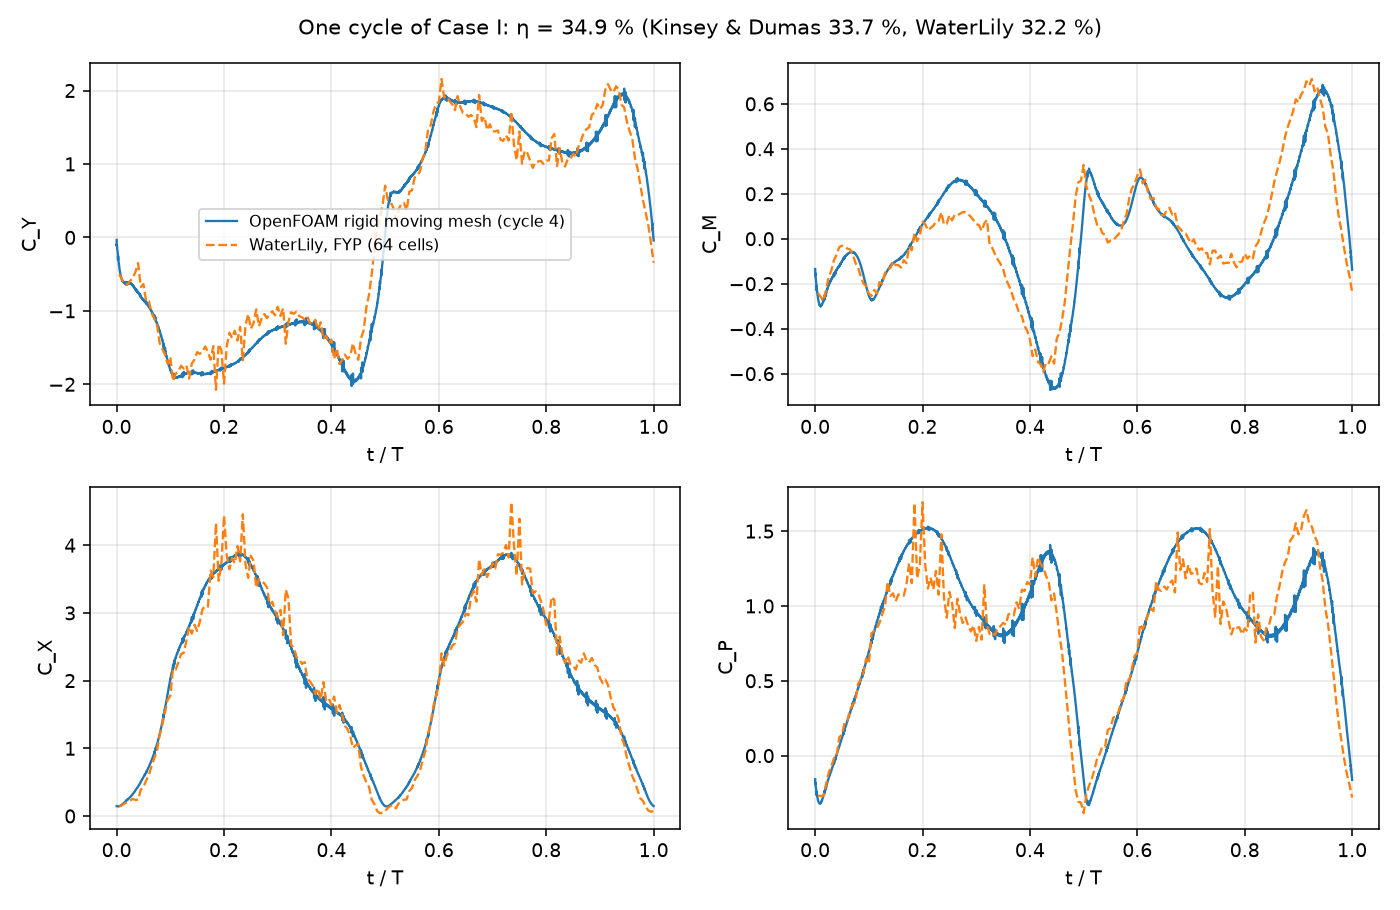 One cycle of Case I: η = 34.9 % (Kinsey & Dumas 33.7 %, WaterLily 32.2 %)
C_Y
2
1
0
−1
−2
OpenFOAM rigid moving mesh (cycle 4)
WaterLily, FYP (64 cells)
0.0 0.2 0.4 0.6 0.8 1.0
t / T
C_M
0.6
0.4
0.2
0.0
−0.2
−0.4
−0.6
0.0 0.2 0.4 0.6 0.8 1.0
t / T
C_X
4
3
2
1
0
0.0 0.2 0.4 0.6 0.8 1.0
t / T
C_P
1.5
1.0
0.5
0.0
0.0 0.2 0.4 0.6 0.8 1.0
t / T